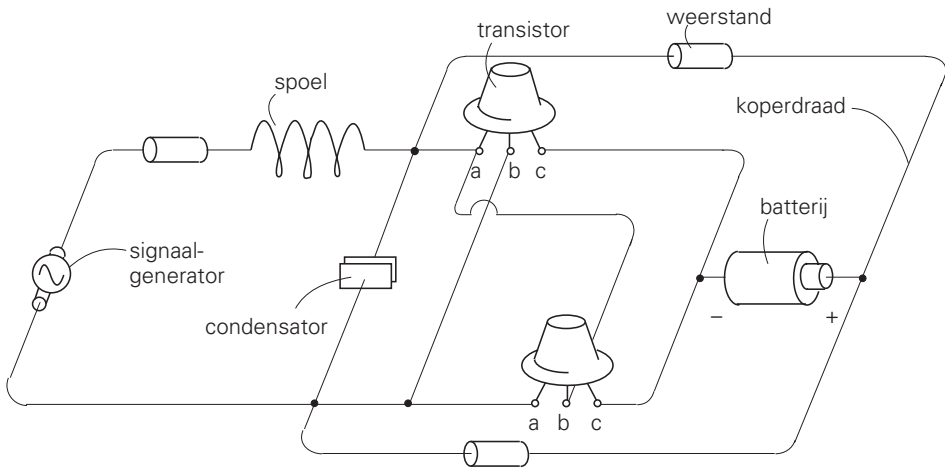 weerstand
transistor
spoel
koperdraad
a b c
batterij
signaal-
generator
condensator
– +
a b c